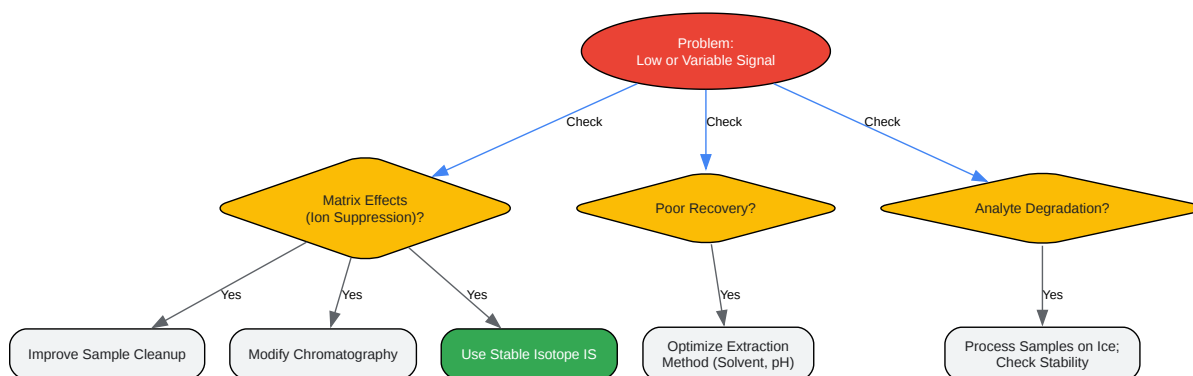 Problem:
Low or Variable Signal
Check
Check
Check
Matrix Effects
(Ion Suppression)?
Poor Recovery?
Analyte Degradation?
Yes
Yes
Yes
Yes
Yes
Improve Sample Cleanup
Modify Chromatography
Use Stable Isotope IS
Optimize Extraction
Method (Solvent, pH)
Process Samples on Ice;
Check Stability